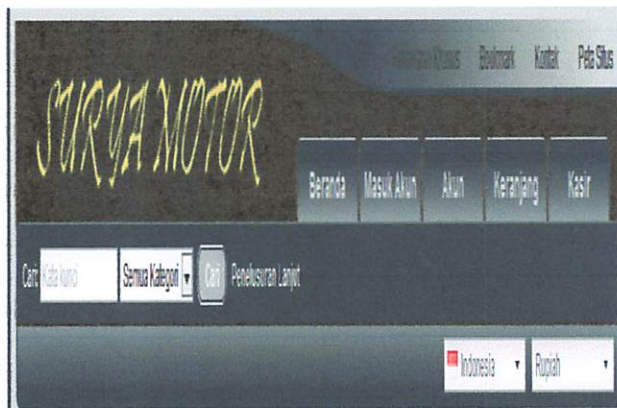 Bookmark Kontak Peta Situs
SURYA MOTOR
Beranda Masuk Akun Akun Keranjang Kasir
Cari: Kata kunci Semua Kategori Cari Penelusuran Lanjut
Indonesia Rupiah